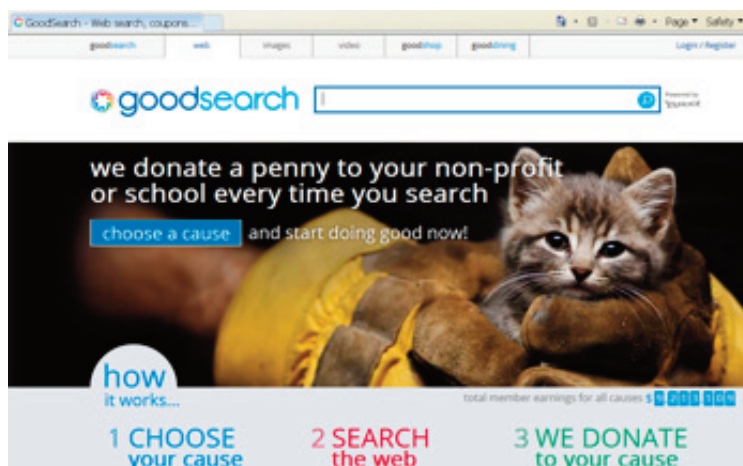 GoodSearch - Web search, coupons...
Page Safety
goodsearch web images video goodshop gooddining Login / Register
goodsearch
Powered by
YAHOO!
we donate a penny to your non-profit
or school every time you search
choose a cause and start doing good now!
how
it works...
total member earnings for all causes $
1 CHOOSE
your cause
2 SEARCH
the web
3 WE DONATE
to your cause